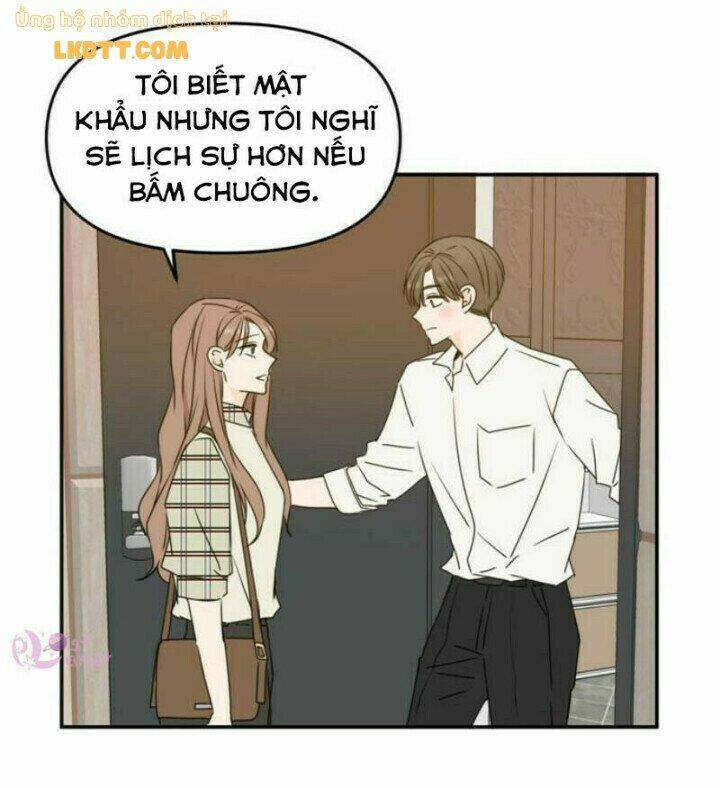 Ủng hộ nhóm dịch tại
LKDTT.COM
TÔI BIẾT MẬT
KHẨU NHƯNG TÔI NGHĨ
SẼ LỊCH SỰ HƠN NẾU
BẤM CHUÔNG.